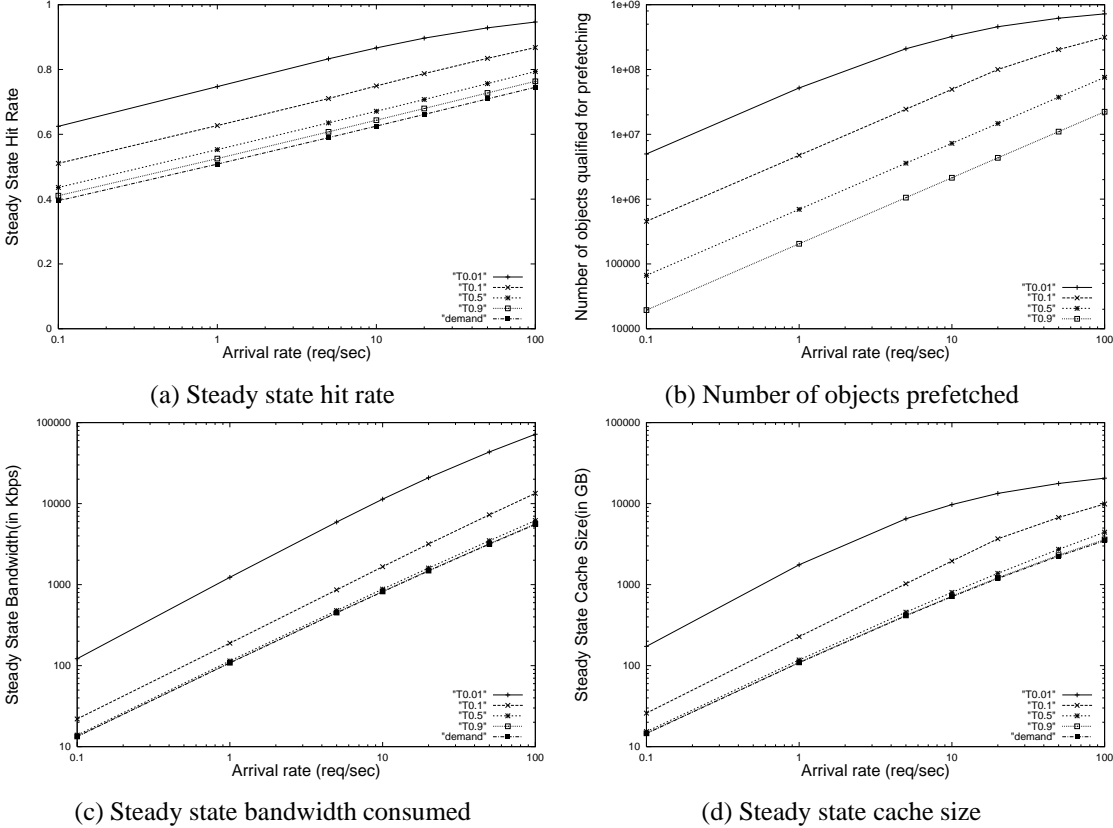 1
0.8
0.6
0.4
0.2
0
0.1 1 10 100
Steady State Hit Rate
Arrival rate (req/sec)
"T0.01"
"T0.1"
"T0.5"
"T0.9"
"demand"
(a) Steady state hit rate
1e+09
1e+08
1e+07
1e+06
100000
10000
0.1 1 10 100
Number of objects qualified for prefetching
Arrival rate (req/sec)
"T0.01"
"T0.1"
"T0.5"
"T0.9"
(b) Number of objects prefetched
100000
10000
1000
100
10
0.1 1 10 100
Steady State Bandwidth(in Kbps)
Arrival rate (req/sec)
"T0.01"
"T0.1"
"T0.5"
"T0.9"
"demand"
(c) Steady state bandwidth consumed
100000
10000
1000
100
10
0.1 1 10 100
Steady State Cache Size(in GB)
Arrival rate (req/sec)
"T0.01"
"T0.1"
"T0.5"
"T0.9"
"demand"
(d) Steady state cache size